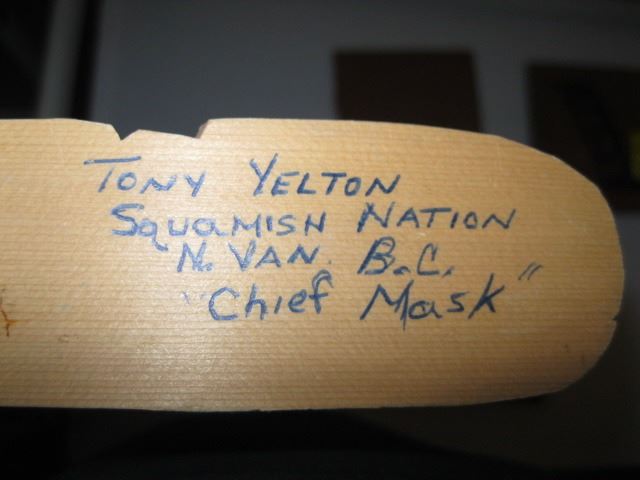 TONY YELTON
SQUAMISH NATION
N. VAN. B.C.
"Chief Mask"